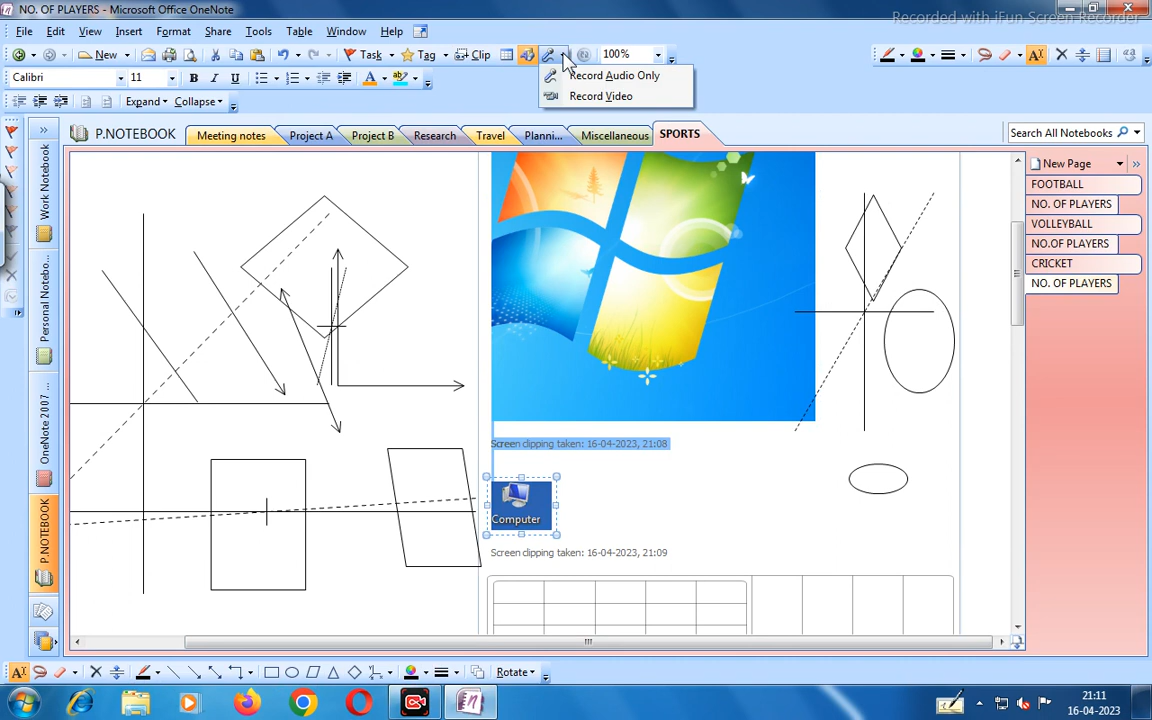 NO. OF PLAYERS - Microsoft Office OneNote
Recorded with iFun Screen Recorder
File Edit View Insert Format Share Tools Table Window Help
New Task Tag Clip 100%
Calibri 11 B I U A ab
Expand Collapse
Record Audio Only
Record Video
P.NOTEBOOK Meeting notes Project A Project B Research Travel Planni... Miscellaneous SPORTS
Search All Notebooks
New Page
FOOTBALL
NO. OF PLAYERS
VOLLEYBALL
NO.OF PLAYERS
CRICKET
NO. OF PLAYERS
Work Notebook
Personal Notebo...
OneNote 2007 ...
P.NOTEBOOK
Screen clipping taken: 16-04-2023, 21:08
Computer
Screen clipping taken: 16-04-2023, 21:09
Rotate
21:11
16-04-2023